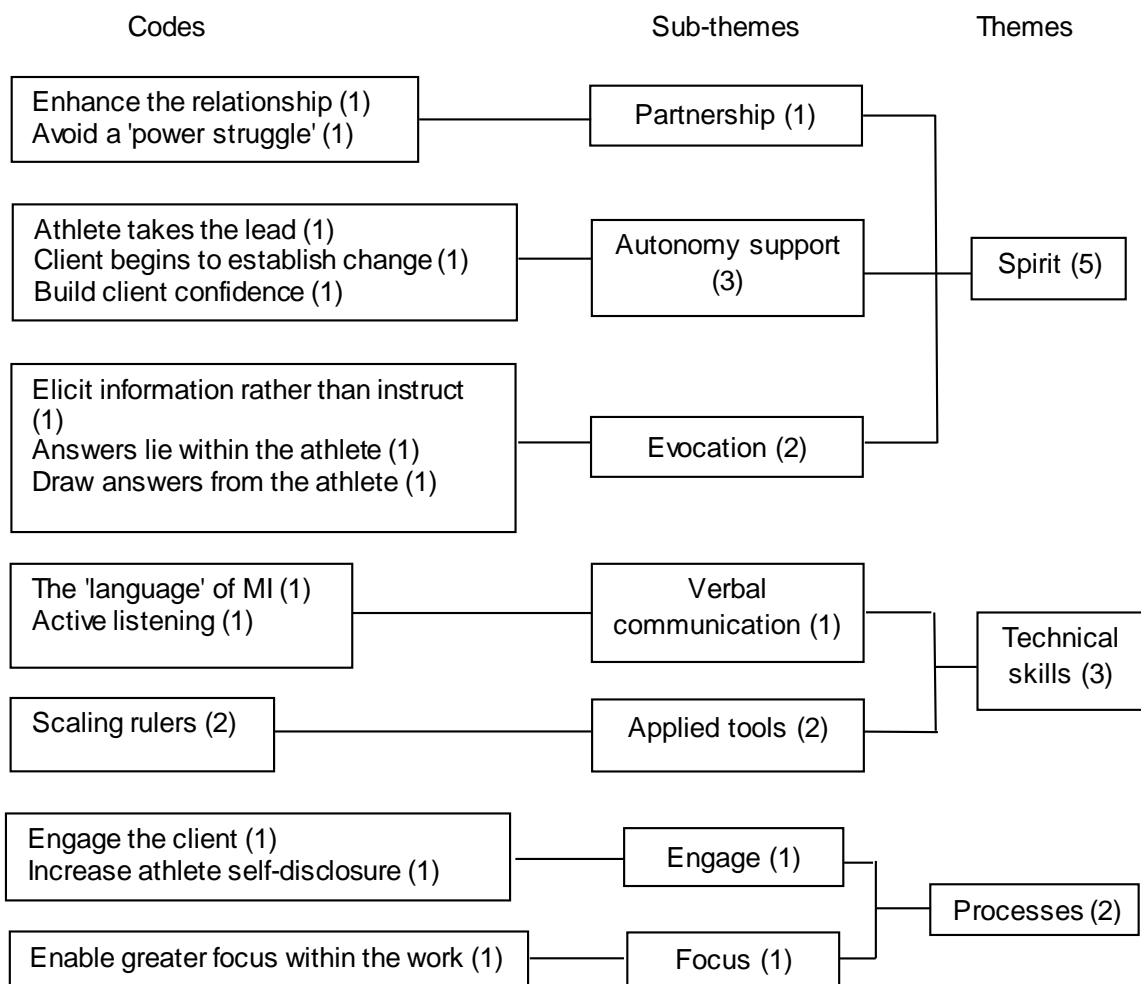 Codes Sub-themes Themes
Enhance the relationship (1)
Avoid a 'power struggle' (1)
Partnership (1)
Athlete takes the lead (1)
Client begins to establish change (1)
Build client confidence (1)
Autonomy support
(3)
Spirit (5)
Elicit information rather than instruct
(1)
Answers lie within the athlete (1)
Draw answers from the athlete (1)
Evocation (2)
The 'language' of MI (1)
Active listening (1)
Verbal
communication (1)
Technical
skills (3)
Scaling rulers (2)
Applied tools (2)
Engage the client (1)
Increase athlete self-disclosure (1)
Engage (1)
Processes (2)
Enable greater focus within the work (1)
Focus (1)